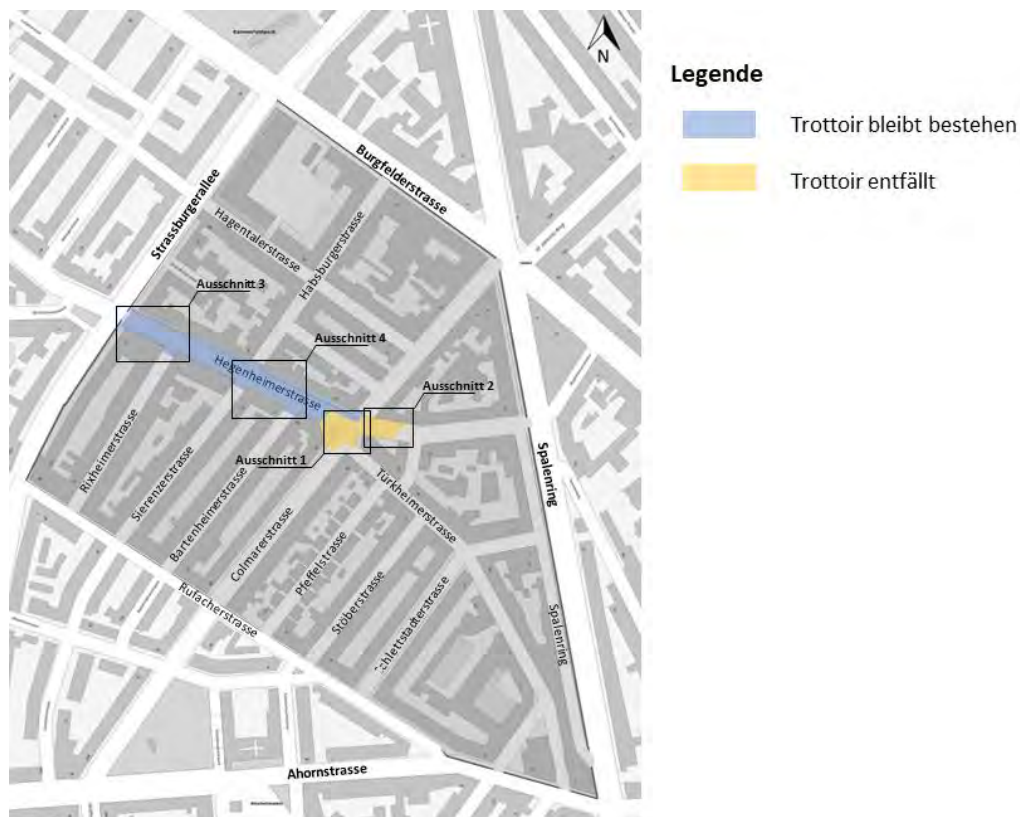 N
Legende
Trottoir bleibt bestehen
Trottoir entfällt
Burgfelderstrasse
Strassburgerallee
Hagentalerstrasse
Habsburgerstrasse
Ausschnitt 3
Ausschnitt 4
Hegenheimerstrasse
Ausschnitt 2
Ausschnitt 1
Spalenring
Rixheimerstrasse
Sierenzerstrasse
Bartenheimerstrasse
Colmarerstrasse
Türkheimerstrasse
Pfeffelstrasse
Rufacherstrasse
Stöberstrasse
chlettstadterstrasse
Spalenring
Ahornstrasse